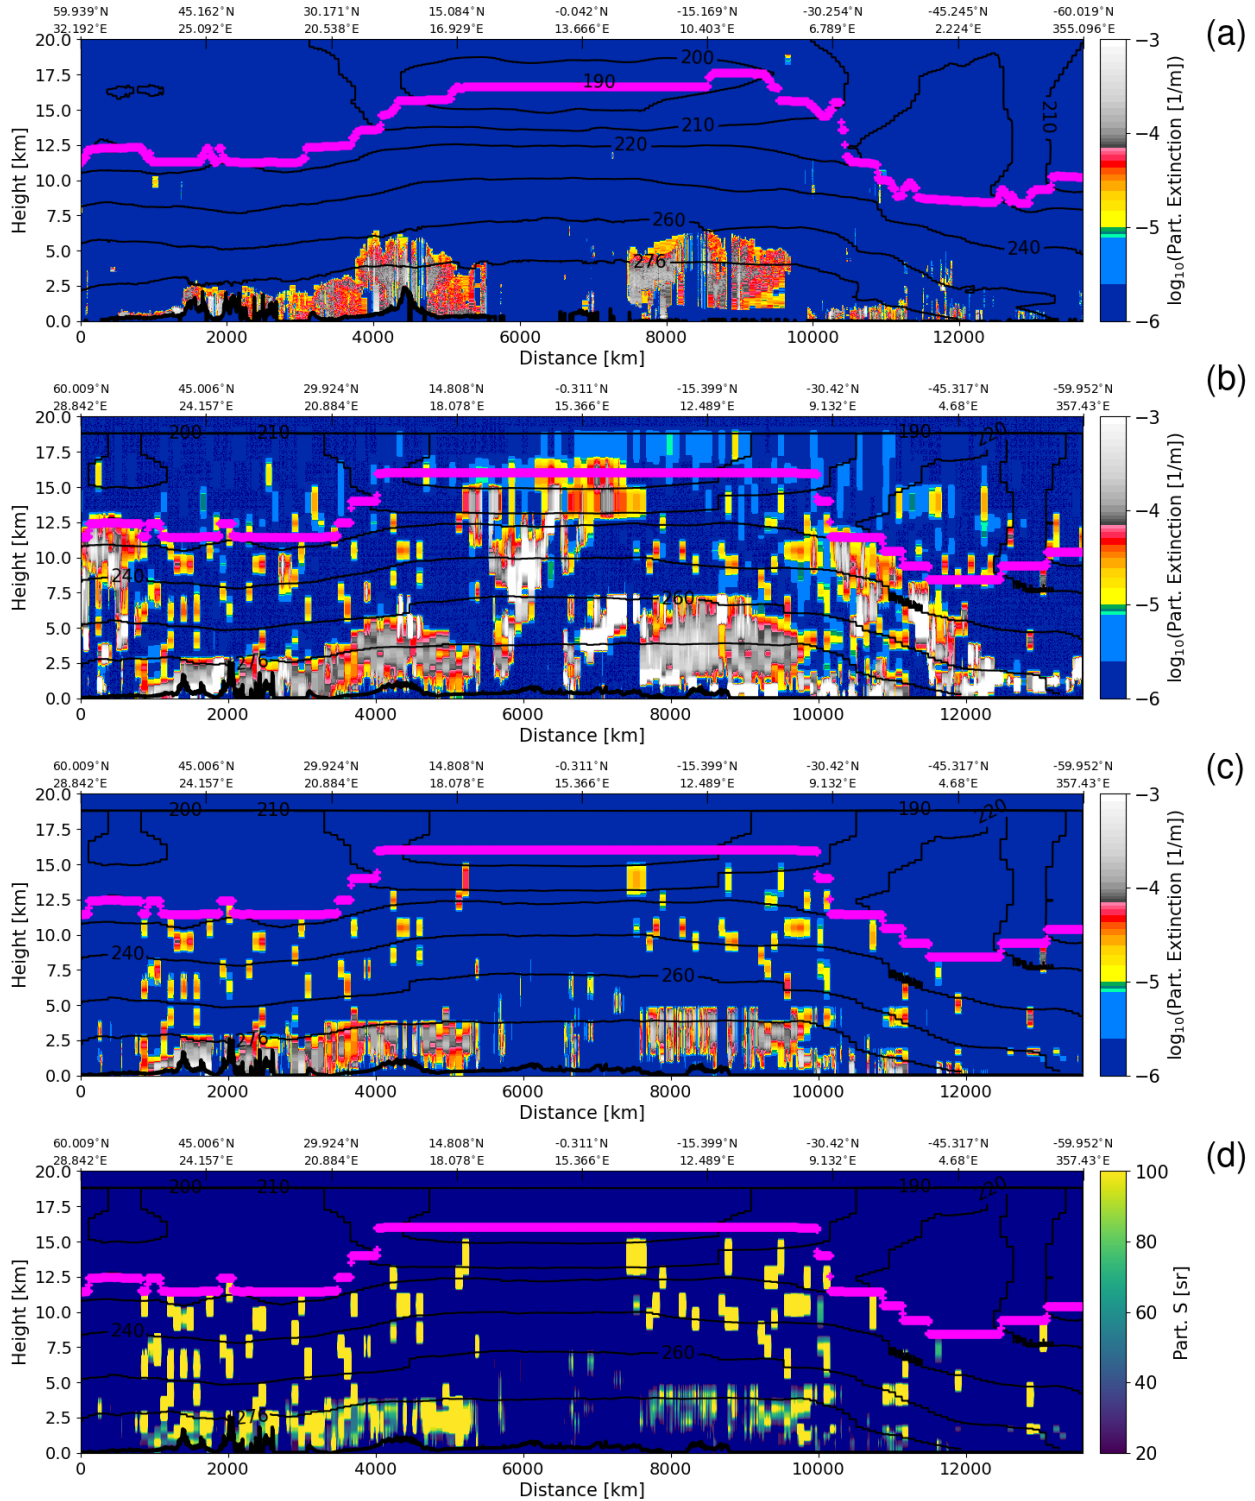 59.939°N 45.162°N 30.171°N 15.084°N -0.042°N -15.169°N -30.254°N -45.245°N -60.019°N
32.192°E 25.092°E 20.538°E 16.929°E 13.666°E 10.403°E 6.789°E 2.224°E 355.096°E
(a)
20.0
17.5
15.0
12.5
10.0
7.5
5.0
2.5
0.0
Height [km]
200
190
210
220
210
260
240
276
0 2000 4000 6000 8000 10000 12000
Distance [km]
−3
−4
−5
−6
log10(Part. Extinction [1/m])
60.009°N 45.006°N 29.924°N 14.808°N -0.311°N -15.399°N -30.42°N -45.317°N -59.952°N
28.842°E 24.157°E 20.884°E 18.078°E 15.366°E 12.489°E 9.132°E 4.68°E 357.43°E
(b)
20.0
17.5
15.0
12.5
10.0
7.5
5.0
2.5
0.0
Height [km]
200
210
190
220
240
260
276
0 2000 4000 6000 8000 10000 12000
Distance [km]
−3
−4
−5
−6
log10(Part. Extinction [1/m])
60.009°N 45.006°N 29.924°N 14.808°N -0.311°N -15.399°N -30.42°N -45.317°N -59.952°N
28.842°E 24.157°E 20.884°E 18.078°E 15.366°E 12.489°E 9.132°E 4.68°E 357.43°E
(c)
20.0
17.5
15.0
12.5
10.0
7.5
5.0
2.5
0.0
Height [km]
200
210
190
220
240
260
276
0 2000 4000 6000 8000 10000 12000
Distance [km]
−3
−4
−5
−6
log10(Part. Extinction [1/m])
60.009°N 45.006°N 29.924°N 14.808°N -0.311°N -15.399°N -30.42°N -45.317°N -59.952°N
28.842°E 24.157°E 20.884°E 18.078°E 15.366°E 12.489°E 9.132°E 4.68°E 357.43°E
(d)
20.0
17.5
15.0
12.5
10.0
7.5
5.0
2.5
0.0
Height [km]
200
210
190
220
240
260
276
0 2000 4000 6000 8000 10000 12000
Distance [km]
100
80
60
40
20
Part. S [sr]